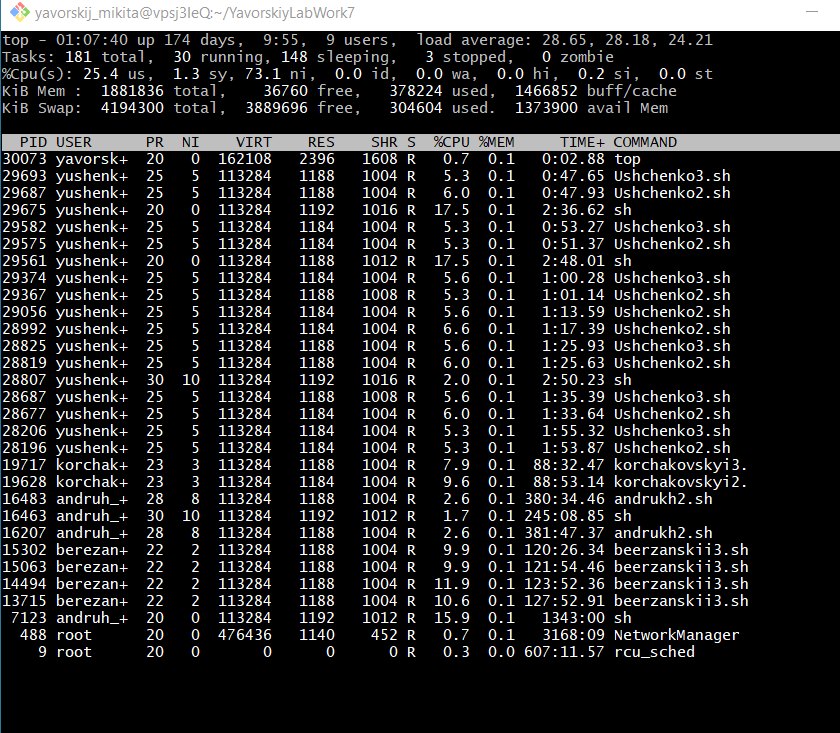 yavorskij_mikita@vpsj3IeQ:~/YavorskiyLabWork7
top - 01:07:40 up 174 days,  9:55,  9 users,  load average: 28.65, 28.18, 24.21
Tasks: 181 total,  30 running, 148 sleeping,   3 stopped,   0 zombie
%Cpu(s): 25.4 us,  1.3 sy, 73.1 ni,  0.0 id,  0.0 wa,  0.0 hi,  0.2 si,  0.0 st
KiB Mem :  1881836 total,    36760 free,   378224 used,  1466852 buff/cache
KiB Swap:  4194300 total,  3889696 free,   304604 used.  1373900 avail Mem
PID USER PR NI VIRT RES SHR S %CPU %MEM TIME+ COMMAND
30073 yavorsk+ 20 0 162108 2396 1608 R 0.7 0.1 0:02.88 top
29693 yushenk+ 25 5 113284 1188 1004 R 5.3 0.1 0:47.65 Ushchenko3.sh
29687 yushenk+ 25 5 113284 1188 1004 R 6.0 0.1 0:47.93 Ushchenko2.sh
29675 yushenk+ 20 0 113284 1192 1016 R 17.5 0.1 2:36.62 sh
29582 yushenk+ 25 5 113284 1184 1004 R 5.3 0.1 0:53.27 Ushchenko3.sh
29575 yushenk+ 25 5 113284 1184 1004 R 5.3 0.1 0:51.37 Ushchenko2.sh
29561 yushenk+ 20 0 113284 1188 1012 R 17.5 0.1 2:48.01 sh
29374 yushenk+ 25 5 113284 1184 1004 R 5.6 0.1 1:00.28 Ushchenko3.sh
29367 yushenk+ 25 5 113284 1188 1008 R 5.3 0.1 1:01.14 Ushchenko2.sh
29056 yushenk+ 25 5 113284 1184 1004 R 5.6 0.1 1:13.59 Ushchenko2.sh
28992 yushenk+ 25 5 113284 1184 1004 R 6.6 0.1 1:17.39 Ushchenko2.sh
28825 yushenk+ 25 5 113284 1188 1004 R 5.6 0.1 1:25.93 Ushchenko3.sh
28819 yushenk+ 25 5 113284 1188 1004 R 6.0 0.1 1:25.63 Ushchenko2.sh
28807 yushenk+ 30 10 113284 1192 1016 R 2.0 0.1 2:50.23 sh
28687 yushenk+ 25 5 113284 1188 1008 R 5.6 0.1 1:35.39 Ushchenko3.sh
28677 yushenk+ 25 5 113284 1184 1004 R 6.0 0.1 1:33.64 Ushchenko2.sh
28206 yushenk+ 25 5 113284 1184 1004 R 5.3 0.1 1:55.32 Ushchenko3.sh
28196 yushenk+ 25 5 113284 1184 1004 R 5.3 0.1 1:53.87 Ushchenko2.sh
19717 korchak+ 23 3 113284 1188 1004 R 7.9 0.1 88:32.47 korchakovskyi3.
19628 korchak+ 23 3 113284 1184 1004 R 9.6 0.1 88:53.14 korchakovskyi2.
16483 andruh_+ 28 8 113284 1188 1004 R 2.6 0.1 380:34.46 andrukh2.sh
16463 andruh_+ 30 10 113284 1192 1012 R 1.7 0.1 245:08.85 sh
16207 andruh_+ 28 8 113284 1188 1004 R 2.6 0.1 381:47.37 andrukh2.sh
15302 berezan+ 22 2 113284 1188 1004 R 9.9 0.1 120:26.34 beerzanskii3.sh
15063 berezan+ 22 2 113284 1188 1004 R 9.9 0.1 121:54.46 beerzanskii3.sh
14494 berezan+ 22 2 113284 1188 1004 R 11.9 0.1 123:52.36 beerzanskii3.sh
13715 berezan+ 22 2 113284 1188 1004 R 10.6 0.1 127:52.91 beerzanskii3.sh
7123 andruh_+ 20 0 113284 1192 1012 R 15.9 0.1 1343:00 sh
488 root 20 0 476436 1140 452 R 0.7 0.1 3168:09 NetworkManager
9 root 20 0 0 0 0 R 0.3 0.0 607:11.57 rcu_sched